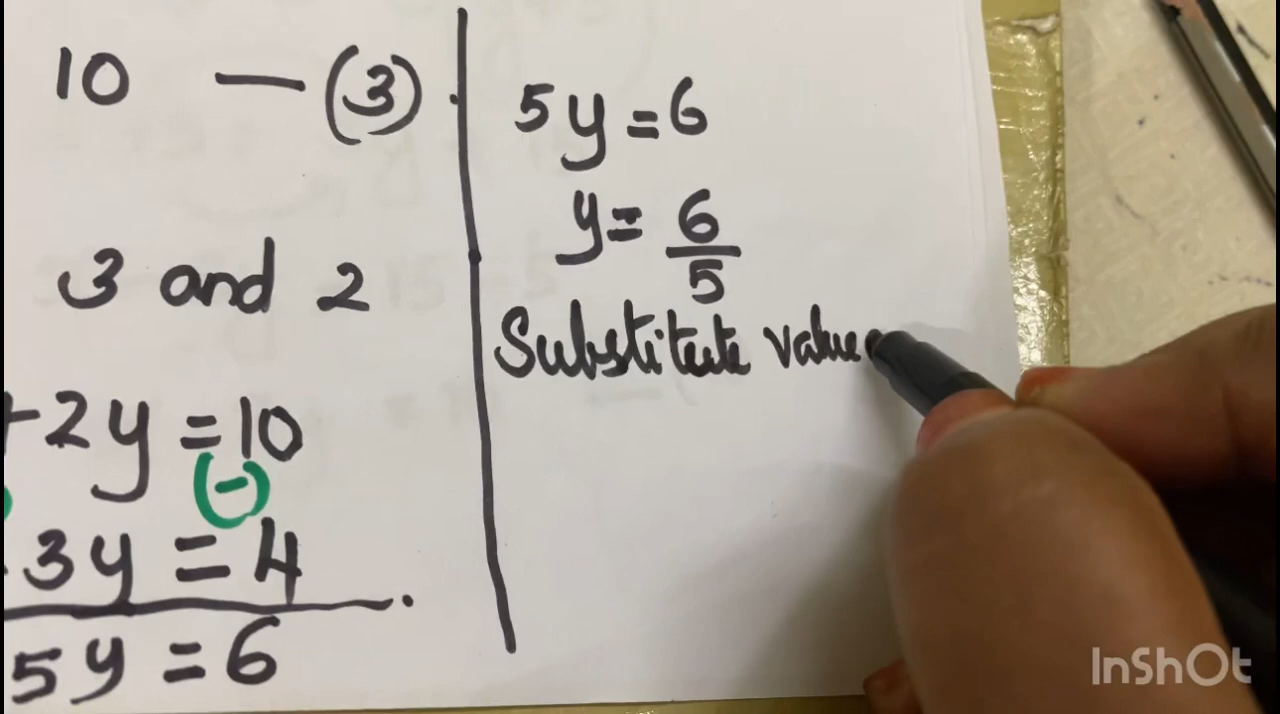 10 — (3).
3 and 2
+2y = 10
(-)
3y = 4
5y = 6
5y = 6
y = 6/5
Substitute value
InShOt